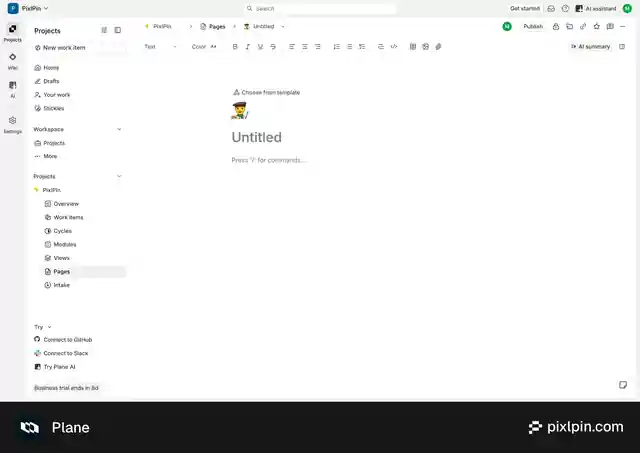 PixlPin
Search
Get started
AI assistant
M
Projects
Wiki
AI
Settings
Projects
New work item
Home
Drafts
Your work
Stickies
Workspace
Projects
More
Projects
PixlPin
Overview
Work items
Cycles
Modules
Views
Pages
Intake
Try
Connect to GitHub
Connect to Slack
Try Plane AI
Business trial ends in 8d
PixlPin > Pages > Untitled
M
Publish
Text
Color Aa
B I U S
AI summary
Choose from template
Untitled
Press '/' for commands...
Plane
pixlpin.com